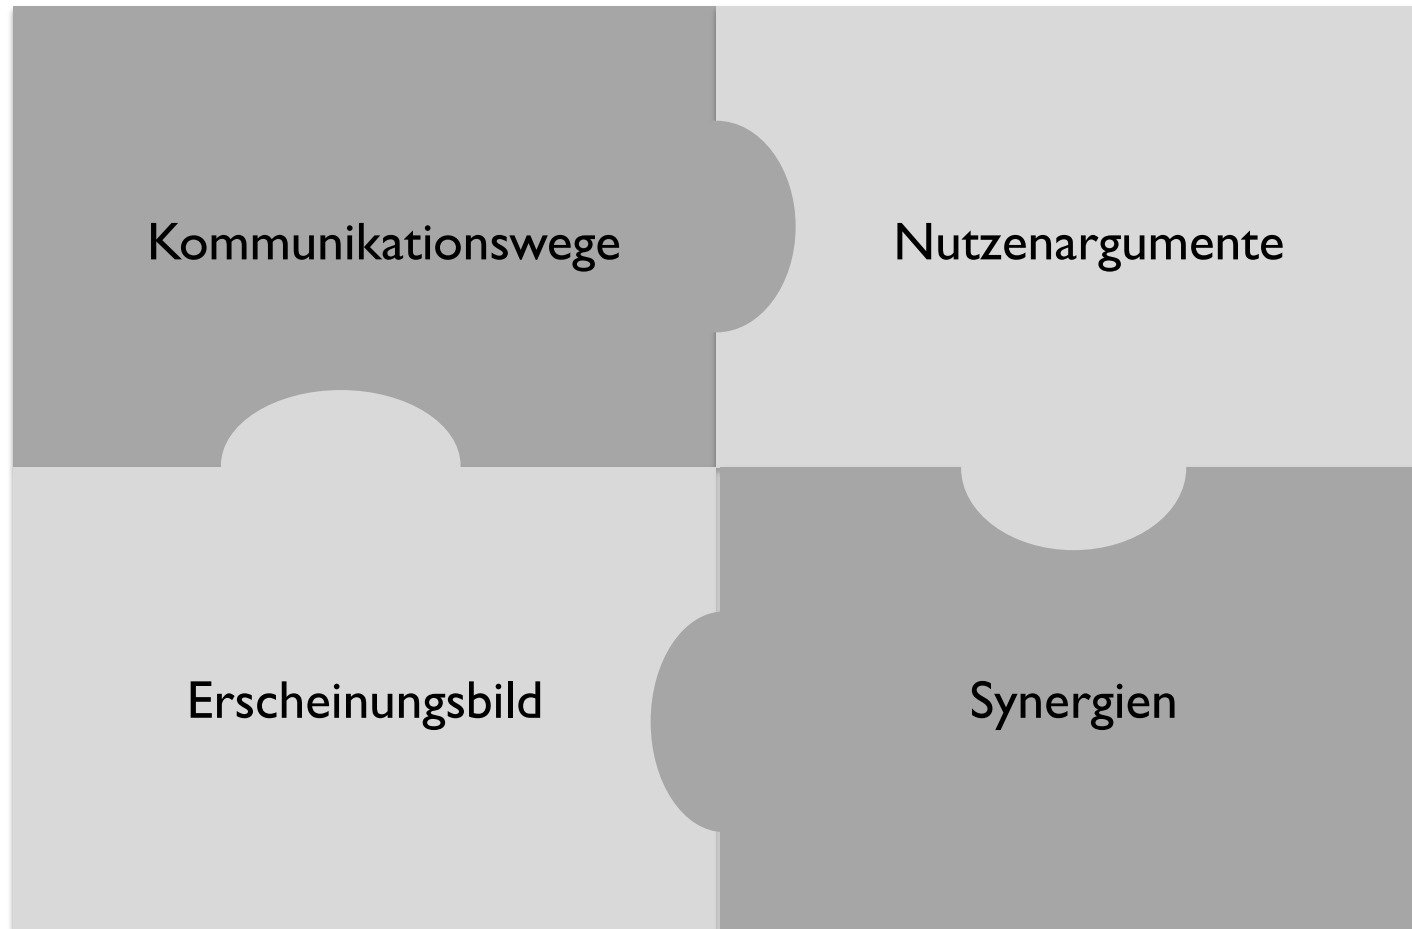 Kommunikationswege
Nutzenargumente
Erscheinungsbild
Synergien